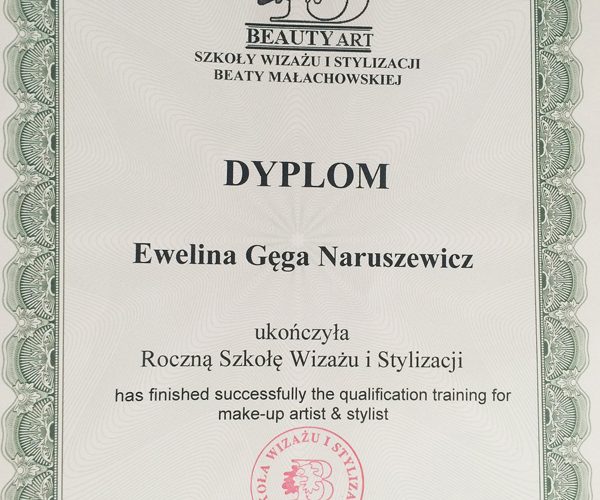 BEAUTY ART
SZKOŁY WIZAŻU I STYLIZACJI
BEATY MAŁACHOWSKIEJ
DYPLOM
Ewelina Gęga Naruszewicz
ukończyła
Roczną Szkołę Wizażu i Stylizacji
has finished successfully the qualification training for
make-up artist & stylist
WIZAŻU I